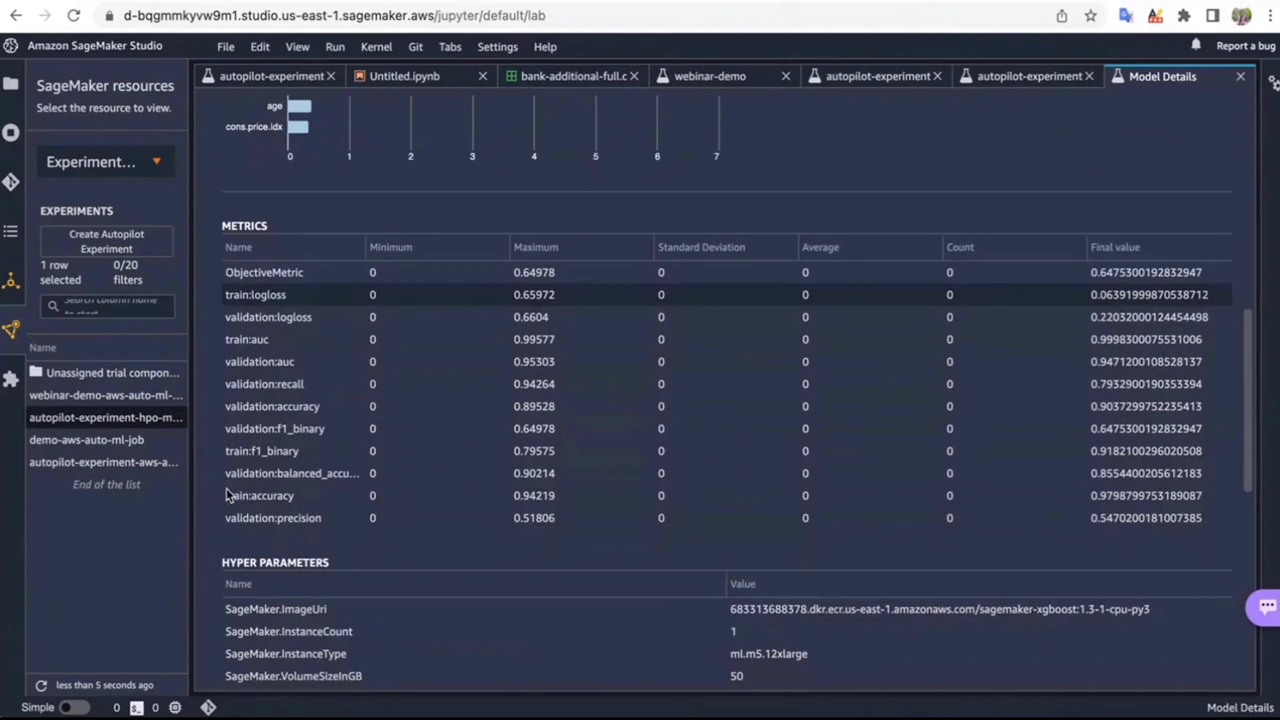 d-bqgmmkyvw9m1.studio.us-east-1.sagemaker.aws/jupyter/default/lab
Amazon SageMaker Studio File Edit View Run Kernel Git Tabs Settings Help Report a bug
autopilot-experiment Untitled.ipynb bank-additional-full.c webinar-demo autopilot-experiment autopilot-experiment Model Details
SageMaker resources
Select the resource to view.
Experiment...
EXPERIMENTS
Create Autopilot
Experiment
1 row 0/20
selected filters
Search column name
to start
Name
Unassigned trial compon...
webinar-demo-aws-auto-ml-...
autopilot-experiment-hpo-m...
demo-aws-auto-ml-job
autopilot-experiment-aws-a...
End of the list
less than 5 seconds ago
age
cons.price.idx
0 1 2 3 4 5 6 7
METRICS
Name Minimum Maximum Standard Deviation Average Count Final value
ObjectiveMetric 0 0.64978 0 0 0 0.6475300192832947
train:logloss 0 0.65972 0 0 0 0.06391999870538712
validation:logloss 0 0.6604 0 0 0 0.22032000124454498
train:auc 0 0.99577 0 0 0 0.9998300075531006
validation:auc 0 0.95303 0 0 0 0.9471200108528137
validation:recall 0 0.94264 0 0 0 0.7932900190353394
validation:accuracy 0 0.89528 0 0 0 0.9037299752235413
validation:f1_binary 0 0.64978 0 0 0 0.6475300192832947
train:f1_binary 0 0.79575 0 0 0 0.9182100296020508
validation:balanced_accu... 0 0.90214 0 0 0 0.8554400205612183
train:accuracy 0 0.94219 0 0 0 0.9798799753189087
validation:precision 0 0.51806 0 0 0 0.5470200181007385
HYPER PARAMETERS
Name Value
SageMaker.ImageUri 683313688378.dkr.ecr.us-east-1.amazonaws.com/sagemaker-xgboost:1.3-1-cpu-py3
SageMaker.InstanceCount 1
SageMaker.InstanceType ml.m5.12xlarge
SageMaker.VolumeSizeInGB 50
Simple 0 0 Model Details